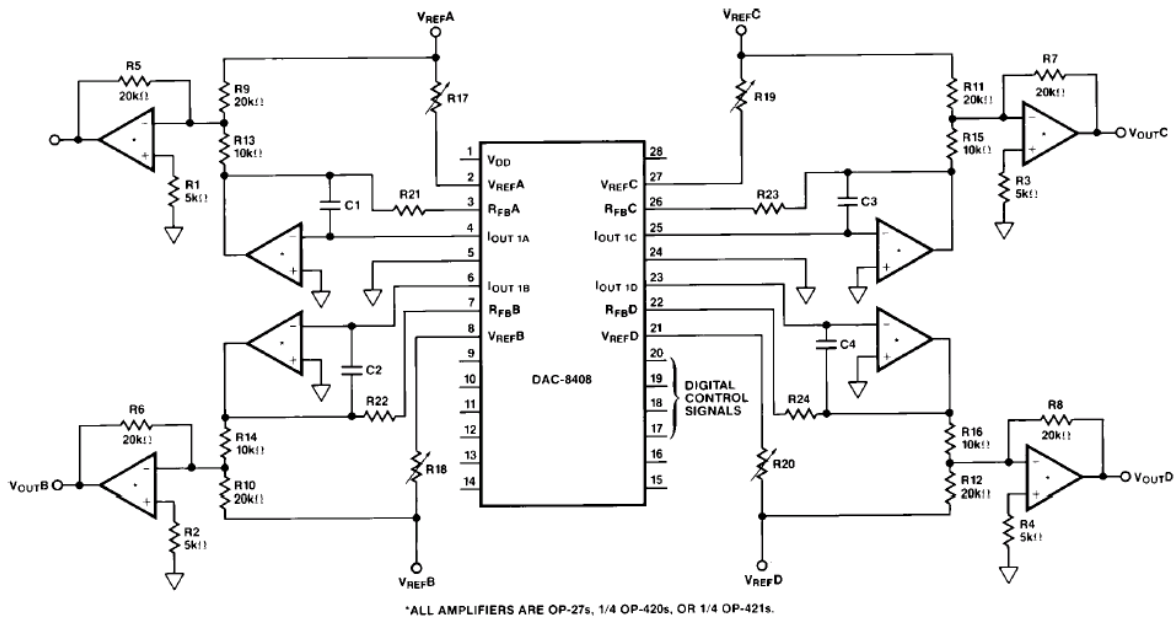 VREFA
VREFC
R5
20kΩ
R9
20kΩ
R17
R13
10kΩ
R1
5kΩ
C1
R21
R19
R11
20kΩ
R7
20kΩ
R15
10kΩ
VOUTC
R3
5kΩ
R23
C3
1 VDD
2 VREFA
3 RFBA
4 IOUT 1A
5
6 IOUT 1B
7 RFBB
8 VREFB
9
10
11
12
13
14
28
VREFC 27
RFBC 26
IOUT 1C 25
24
IOUT 1D 23
RFBD 22
VREFD 21
20
19
18
17
16
15
DAC-8408
DIGITAL
CONTROL
SIGNALS
C2
R22
R6
20kΩ
R14
10kΩ
R18
VOUTB
R10
20kΩ
R2
5kΩ
VREFB
C4
R24
R20
R16
10kΩ
R8
20kΩ
R12
20kΩ
VOUTD
R4
5kΩ
VREFD
*ALL AMPLIFIERS ARE OP-27s, 1/4 OP-420s, OR 1/4 OP-421s.